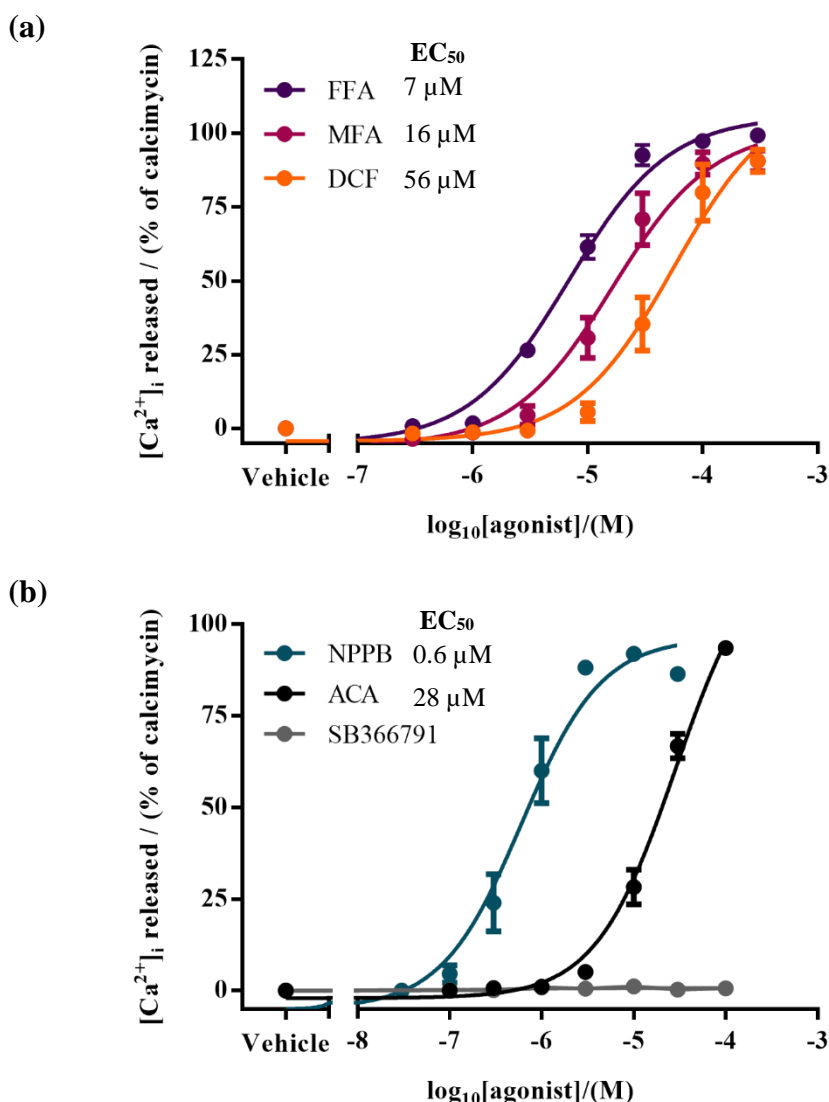 (a)
[Ca²⁺]ᵢ released / (% of calcimycin)
125
100
75
50
25
0
EC₅₀
FFA 7 µM
MFA 16 µM
DCF 56 µM
Vehicle -7 -6 -5 -4 -3
log₁₀[agonist]/(M)
(b)
[Ca²⁺]ᵢ released / (% of calcimycin)
100
75
50
25
0
EC₅₀
NPPB 0.6 µM
ACA 28 µM
SB366791
Vehicle -8 -7 -6 -5 -4 -3
log₁₀[agonist]/(M)